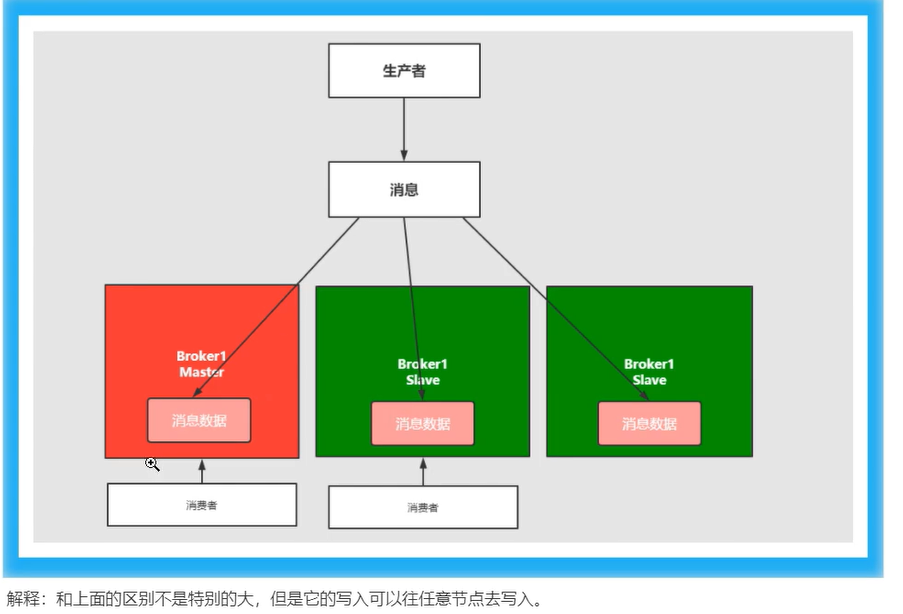 生产者
消息
Broker1
Master
消息数据
Broker1
Slave
消息数据
Broker1
Slave
消息数据
消费者
消费者
解释：和上面的区别不是特别的大，但是它的写入可以往任意节点去写入。